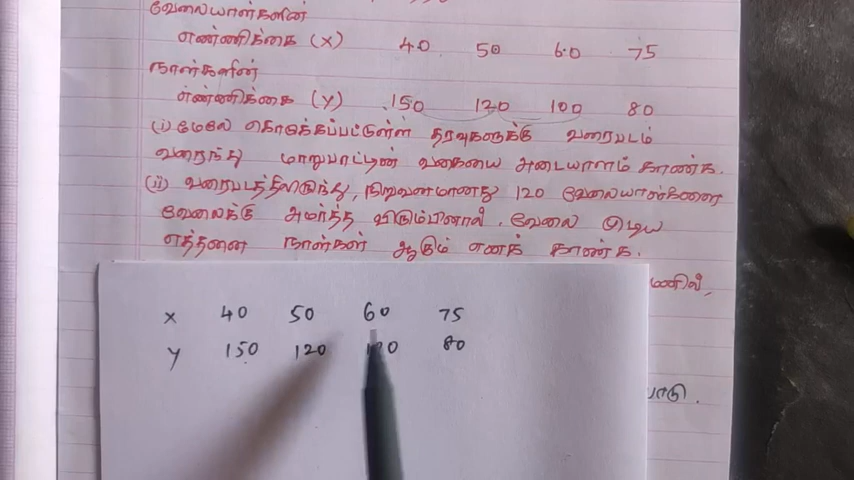 வேலையாள்களின்
எண்ணிக்கை (x) 40 50 60 75
நாள்களின்
எண்ணிக்கை (y) 150 120 100 80
(i) மேலே கொடுக்கப்பட்டுள்ள தரவுகளுக்கு வரைபடம்
வரைந்து மாறுபாட்டின் வகையை அடையாளம் காண்க.
(ii) வரைபடத்திலிருந்து, நிறுவனமானது 120 வேலையாள்களை
வேலைக்கு அமர்த்த விரும்பினால், வேலை முடிய
எத்தனை நாள்கள் ஆகும் எனக் காண்க.
x 40 50 60 75
y 150 120 100 80